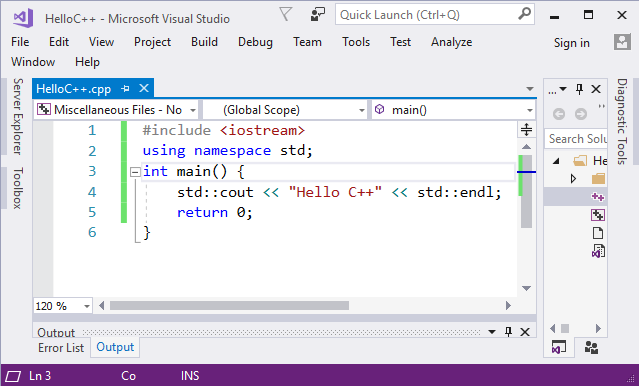 HelloC++ - Microsoft Visual Studio
Quick Launch (Ctrl+Q)
File Edit View Project Build Debug Team Tools Test Analyze Sign in
Window Help
Server Explorer
Toolbox
HelloC++.cpp
Miscellaneous Files - No (Global Scope) main()
1 #include <iostream>
2 using namespace std;
3 int main() {
4 std::cout << "Hello C++" << std::endl;
5 return 0;
6 }
120 %
...
Search Solu
He
Diagnostic Tools
Output
Error List Output
Ln 3 Co INS